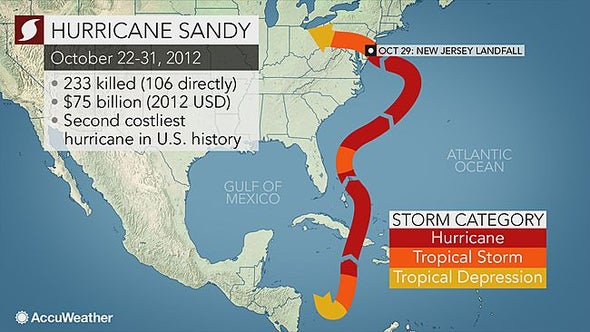 HURRICANE SANDY
October 22-31, 2012
• 233 killed (106 directly)
• $75 billion (2012 USD)
• Second costliest
hurricane in U.S. history
OCT 29: NEW JERSEY LANDFALL
ATLANTIC
OCEAN
GULF OF
MEXICO
STORM CATEGORY
Hurricane
Tropical Storm
Tropical Depression
AccuWeather